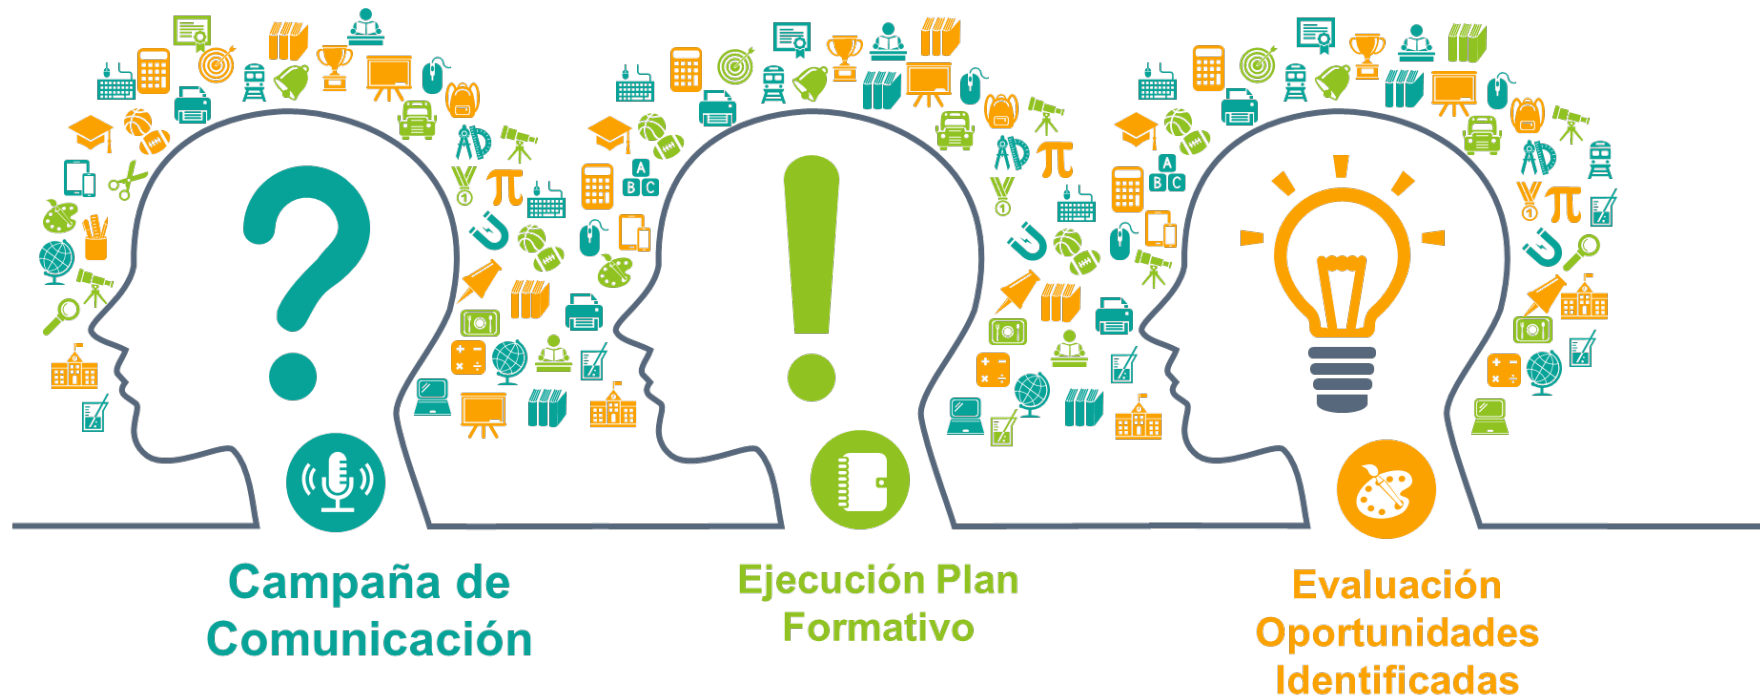 Campaña de
Comunicación
Ejecución Plan
Formativo
Evaluación
Oportunidades
Identificadas
A
B C
A
B C